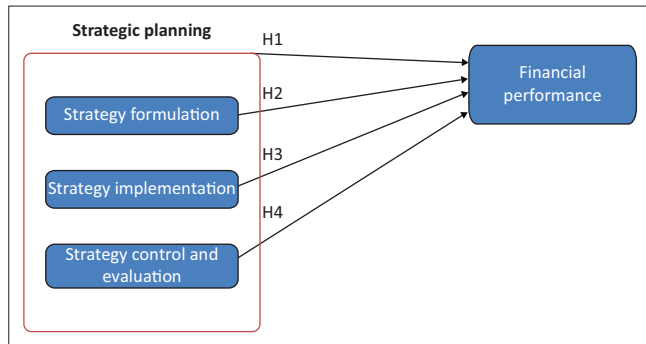 Strategic planning
H1
Financial
performance
H2
Strategy formulation
H3
Strategy implementation
H4
Strategy control and
evaluation